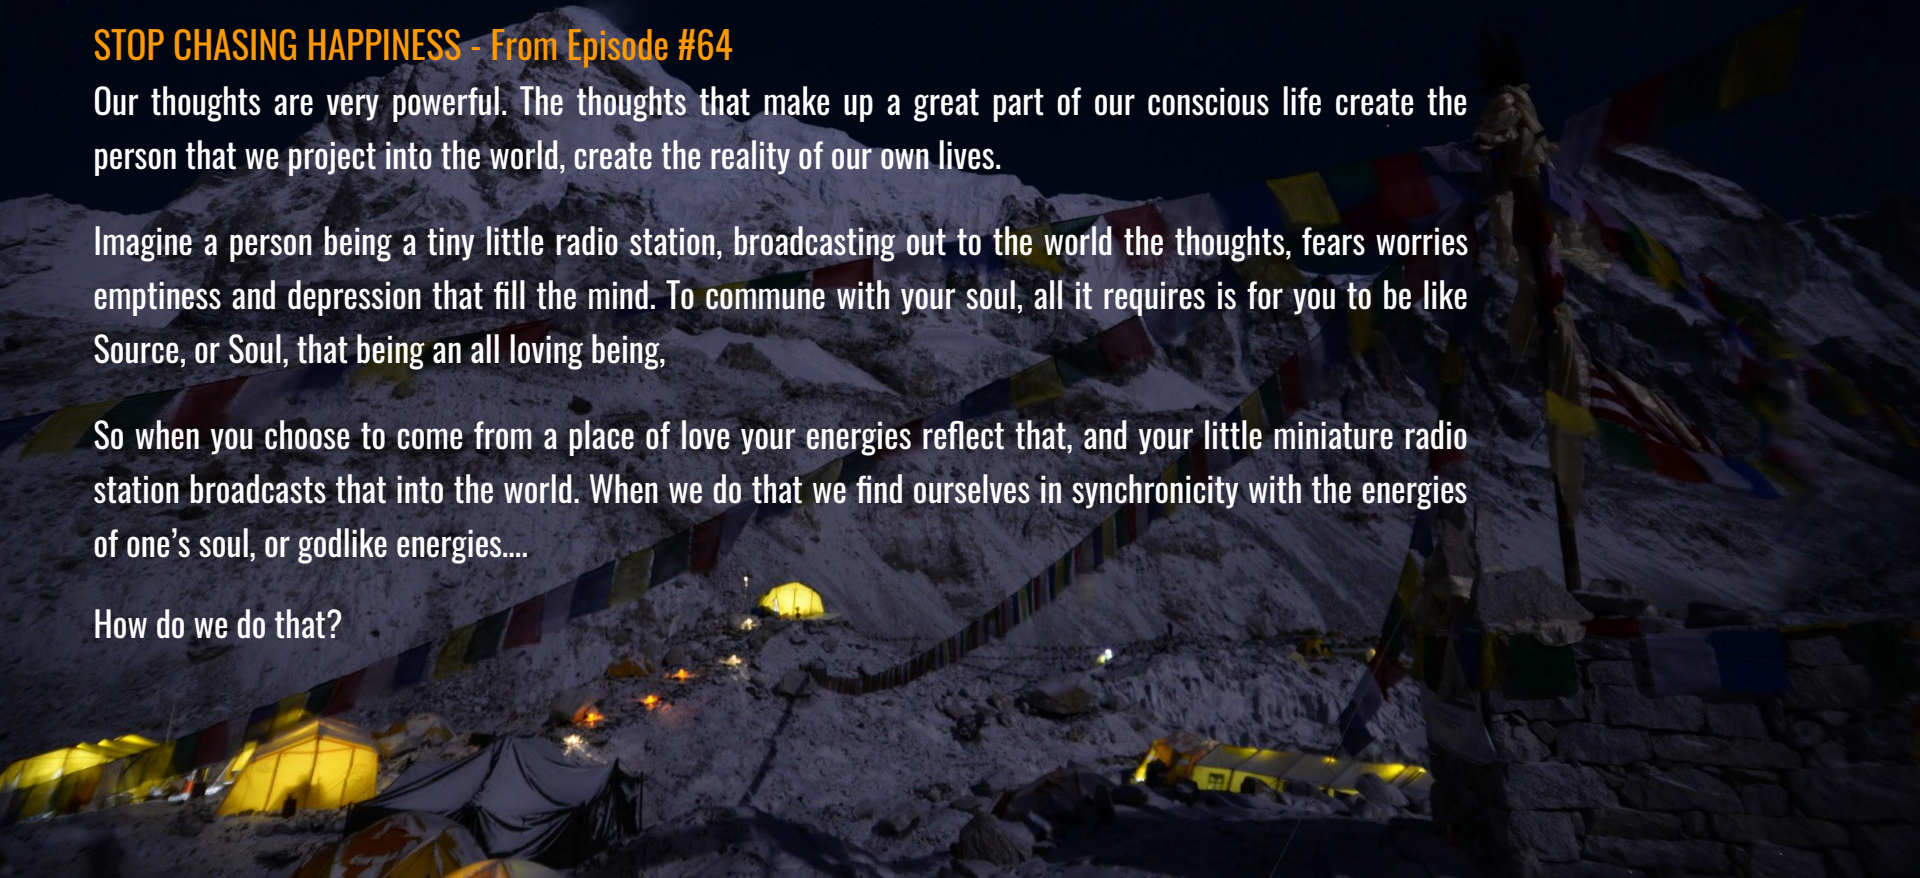 STOP CHASING HAPPINESS - From Episode #64
Our thoughts are very powerful. The thoughts that make up a great part of our conscious life create the
person that we project into the world, create the reality of our own lives.
Imagine a person being a tiny little radio station, broadcasting out to the world the thoughts, fears worries
emptiness and depression that fill the mind. To commune with your soul, all it requires is for you to be like
Source, or Soul, that being an all loving being,
So when you choose to come from a place of love your energies reflect that, and your little miniature radio
station broadcasts that into the world. When we do that we find ourselves in synchronicity with the energies
of one’s soul, or godlike energies....
How do we do that?